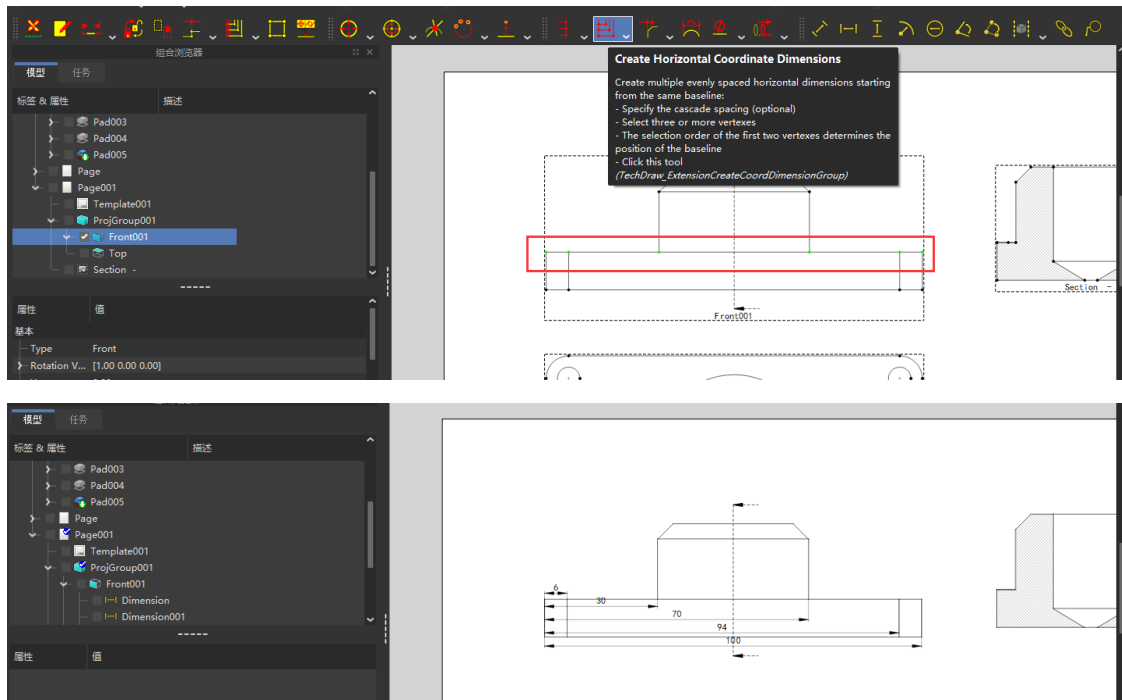 组合浏览器
模型 任务
标签 & 属性 描述
Pad003
Pad004
Pad005
Page
Page001
Template001
ProjGroup001
Front001
Top
Section -
属性 值
基本
Type Front
Rotation V... [1.00 0.00 0.00]
Create Horizontal Coordinate Dimensions
Create multiple evenly spaced horizontal dimensions starting
from the same baseline:
- Specify the cascade spacing (optional)
- Select three or more vertexes
- The selection order of the first two vertexes determines the
position of the baseline
- Click this tool
(TechDraw_ExtensionCreateCoordDimensionGroup)
Front001
Section -
模型 任务
标签 & 属性 描述
Pad003
Pad004
Pad005
Page
Page001
Template001
ProjGroup001
Front001
Dimension
Dimension001
属性 值
6
30
70
94
100